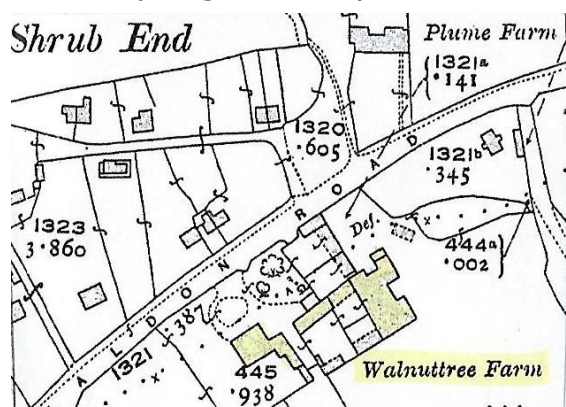 Shrub End
Plume Farm
1321a
·141
1320
·605
1321b
·345
ROAD
Def.
1323
3·860
444a
·002
ALDON
·387
1321
445
·938
Walnuttree Farm